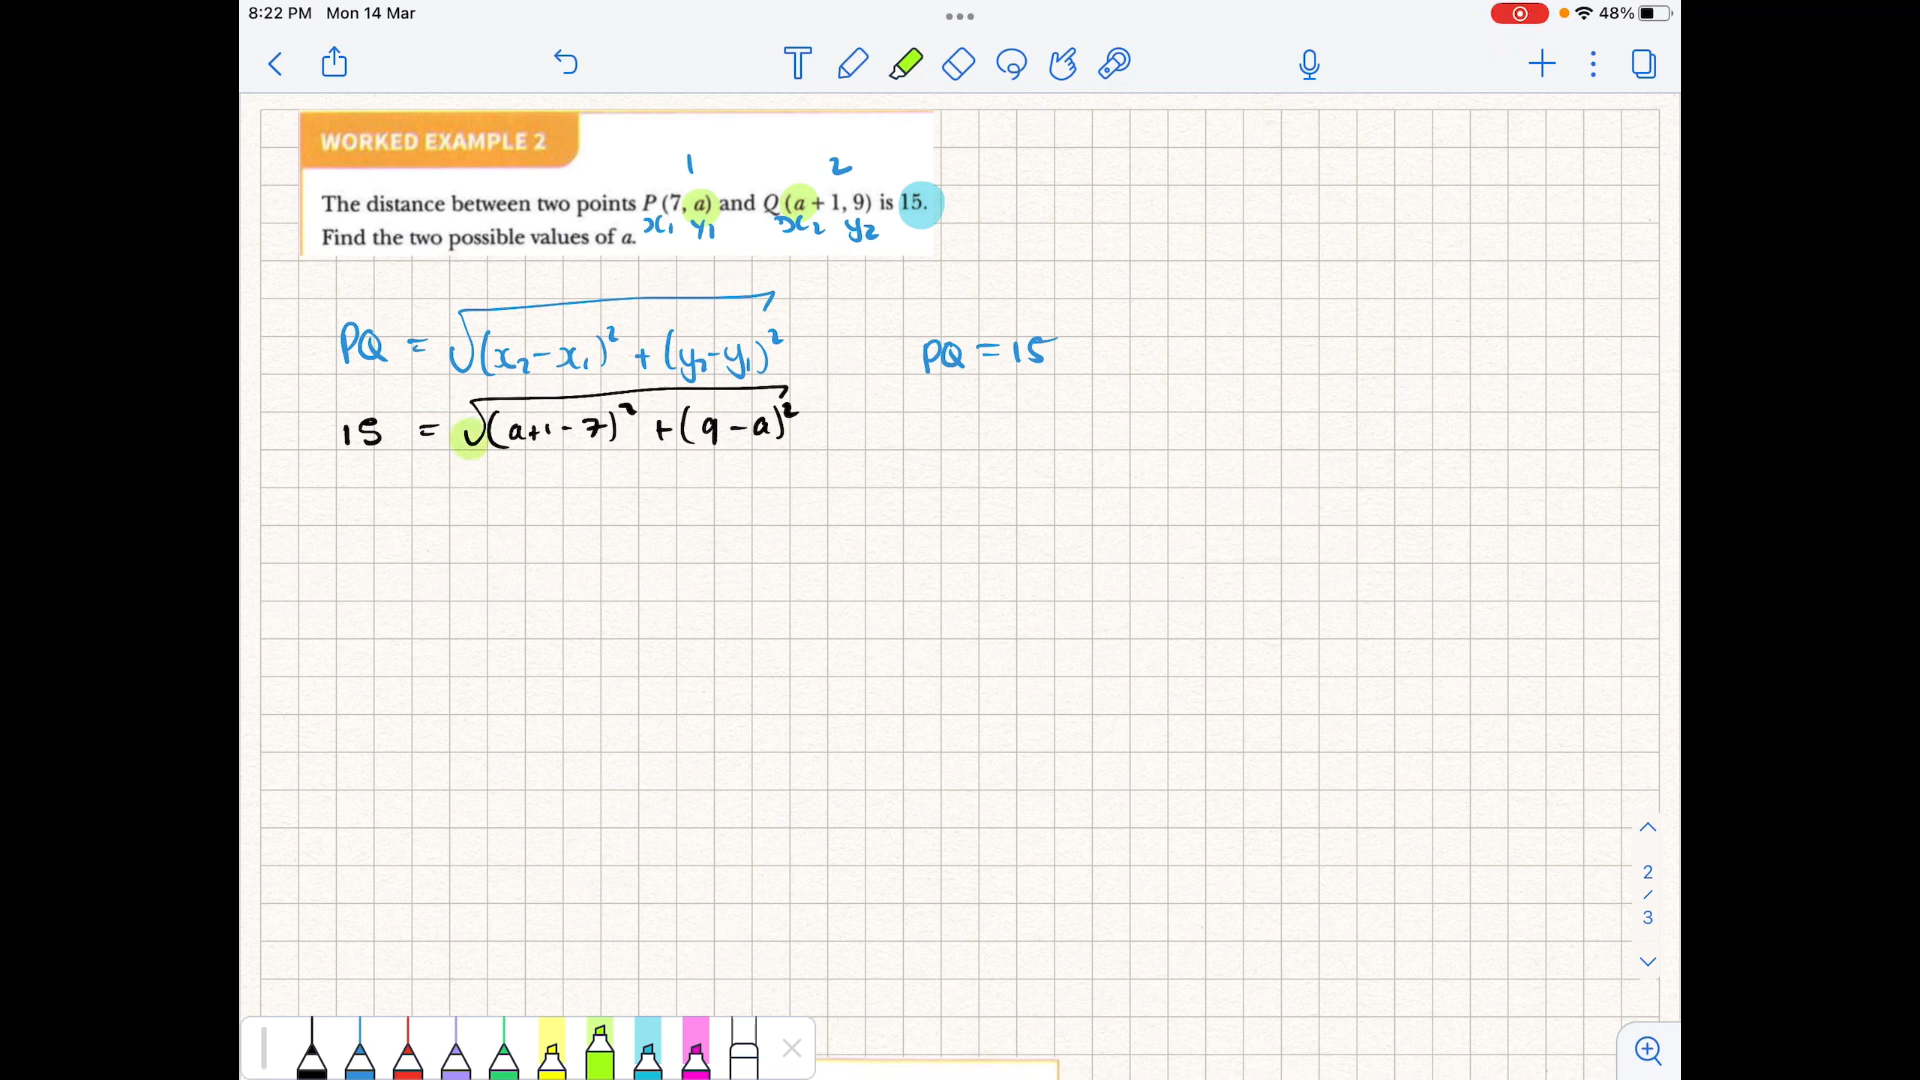 8:22 PM Mon 14 Mar
48%
WORKED EXAMPLE 2
1 2
The distance between two points P (7, a) and Q (a + 1, 9) is 15.
x₁ y₁ x₂ y₂
Find the two possible values of a.
PQ = √(x₂-x₁)² + (y₂-y₁)²
PQ = 15
15 = √(a+1-7)² + (9-a)²
2
/
3